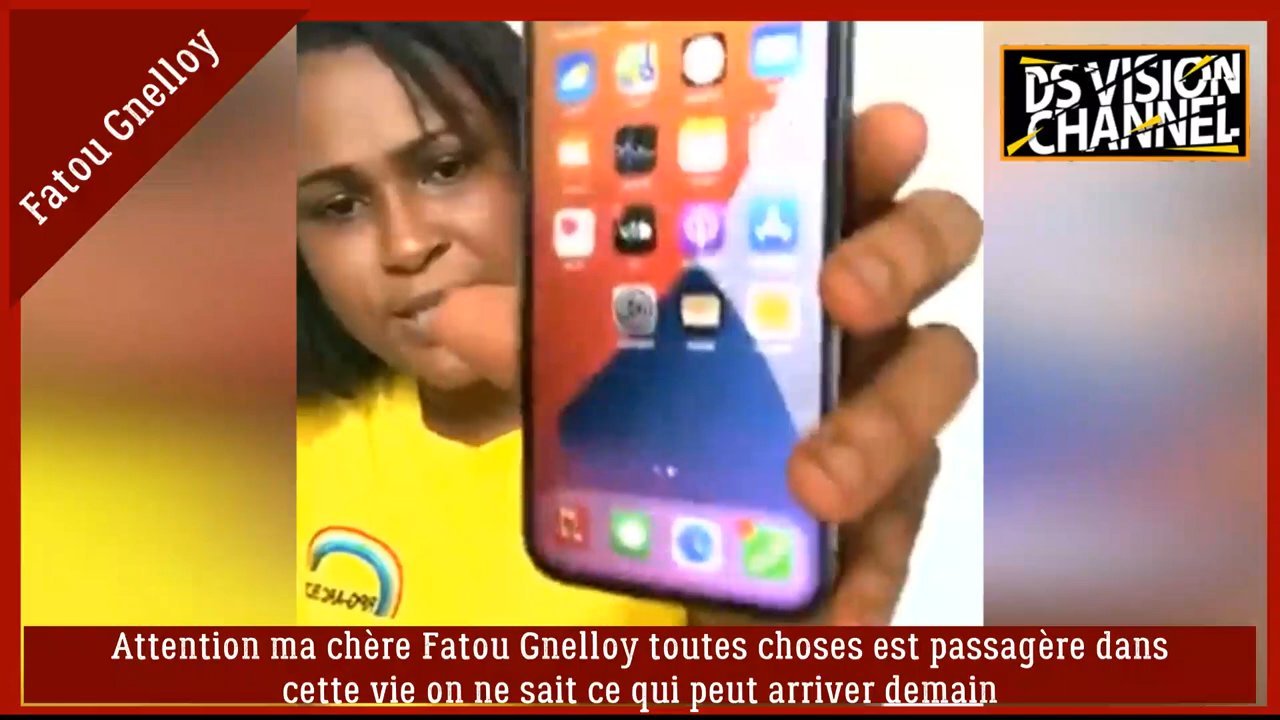 Fatou Gnelloy
DS VISION
CHANNEL
Attention ma chère Fatou Gnelloy toutes choses est passagère dans
cette vie on ne sait ce qui peut arriver demain